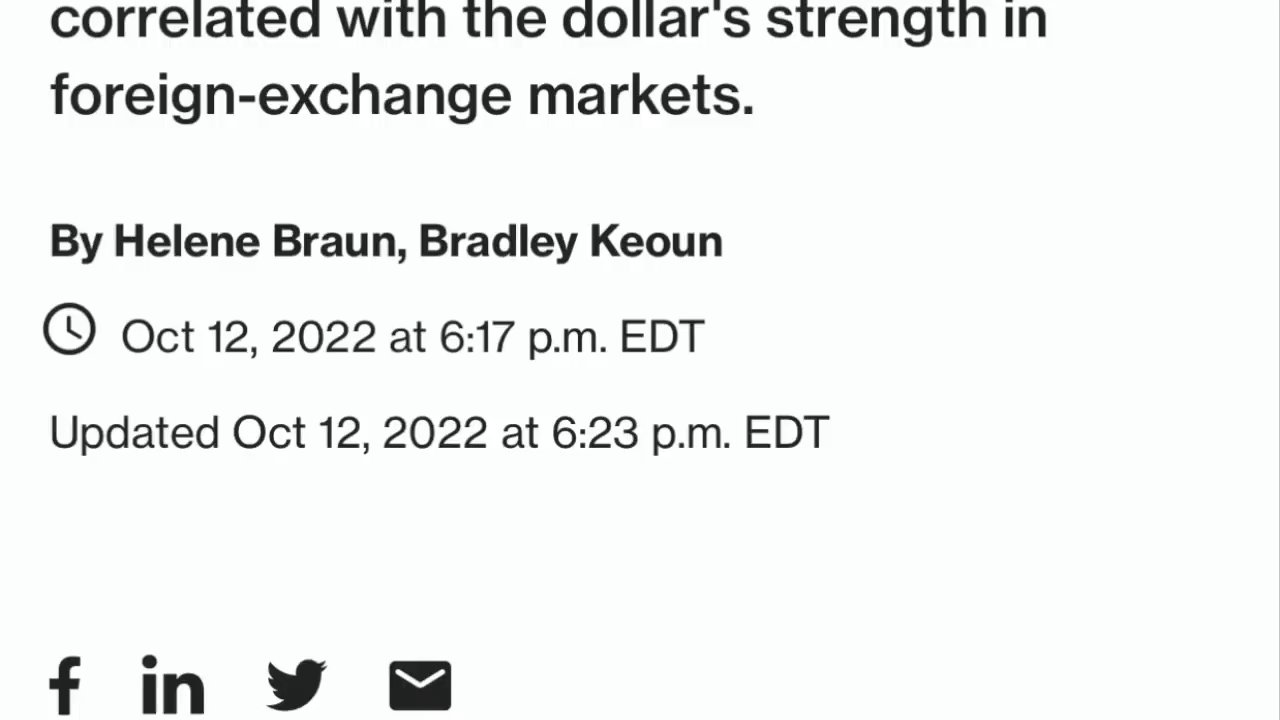 correlated with the dollar's strength in
foreign-exchange markets.
By Helene Braun, Bradley Keoun
Oct 12, 2022 at 6:17 p.m. EDT
Updated Oct 12, 2022 at 6:23 p.m. EDT